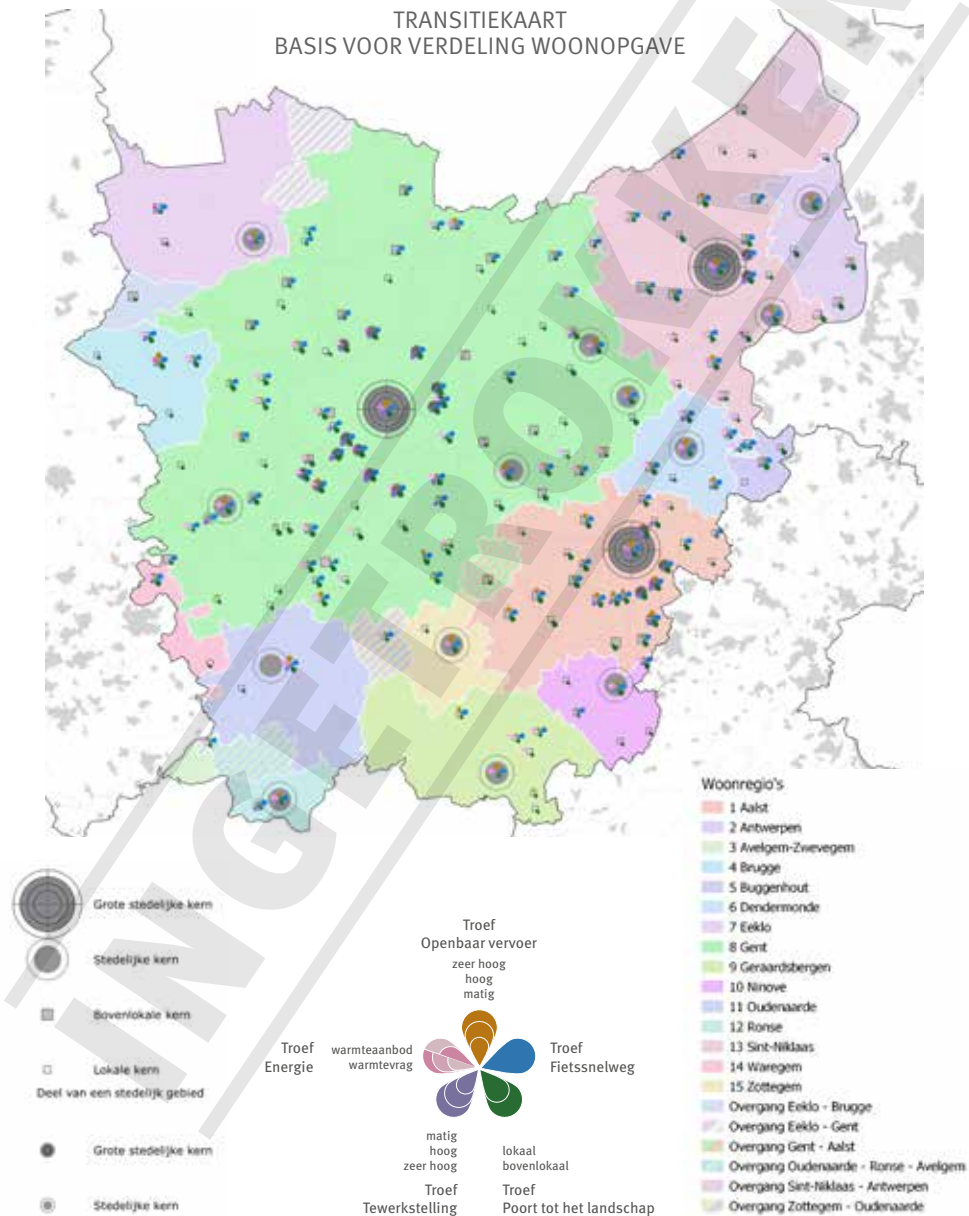 TRANSITIEKAART
BASIS VOOR VERDELING WOONOPGAVE
INGETROKKEN
Woonregio's
1 Aalst
2 Antwerpen
3 Avelgem-Zwevegem
4 Brugge
5 Buggenhout
6 Dendermonde
7 Eeklo
8 Gent
9 Geraardsbergen
10 Ninove
11 Oudenaarde
12 Ronse
13 Sint-Niklaas
14 Waregem
15 Zottegem
Overgang Eeklo - Brugge
Overgang Eeklo - Gent
Overgang Gent - Aalst
Overgang Oudenaarde - Ronse - Avelgem
Overgang Sint-Niklaas - Antwerpen
Overgang Zottegem - Oudenaarde
Grote stedelijke kern
Stedelijke kern
Bovenlokale kern
Lokale kern
Deel van een stedelijk gebied
Grote stedelijke kern
Stedelijke kern
Troef
Openbaar vervoer
zeer hoog
hoog
matig
Troef
Energie
warmteaanbod
warmtevrag
Troef
Fietssnelweg
matig
hoog
zeer hoog
Troef
Tewerkstelling
lokaal
bovenlokaal
Troef
Poort tot het landschap